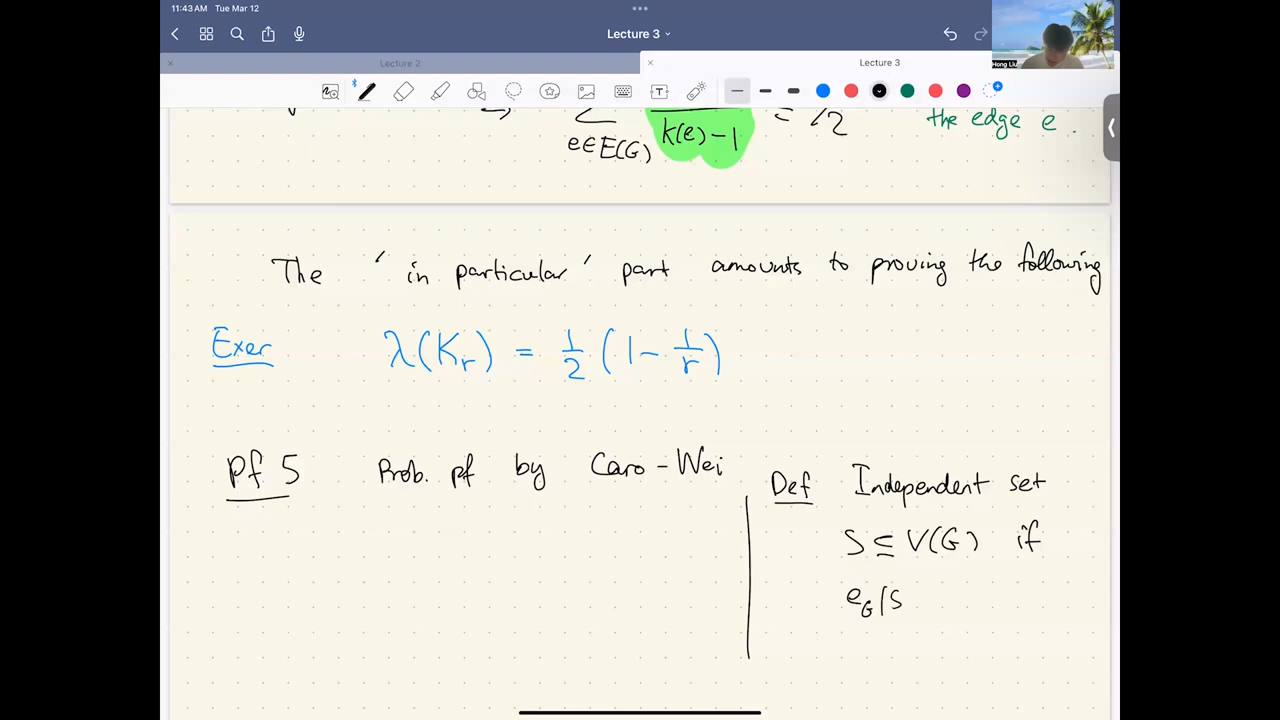 11:43 AM Tue Mar 12
Lecture 3
Hong Liu
Lecture 2
Lecture 3
∑ e∈E(G)
k(e) - 1
the edge e .
The ' in particular ' part amounts to proving the following
Exer λ(K_r) = 1/2 (1 - 1/r)
Pf 5 Prob. pf by Caro - Wei
Def Independent set
S ⊆ V(G) if
e_G(S